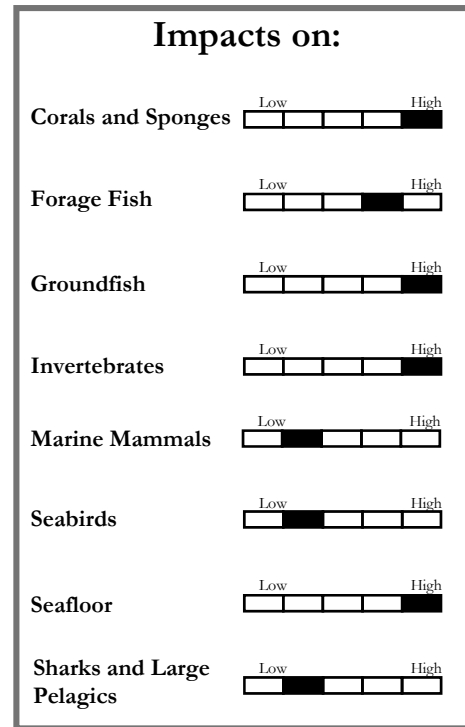 Impacts on:
Low High
Corals and Sponges
Low High
Forage Fish
Low High
Groundfish
Low High
Invertebrates
Low High
Marine Mammals
Low High
Seabirds
Low High
Seafloor
Low High
Sharks and Large
Pelagics